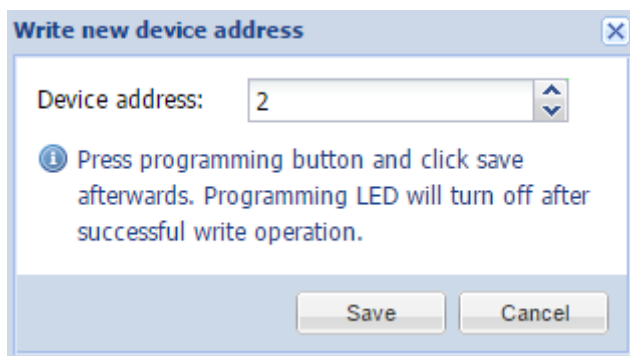 Write new device address
Device address: 2
Press programming button and click save
afterwards. Programming LED will turn off after
successful write operation.
Save Cancel